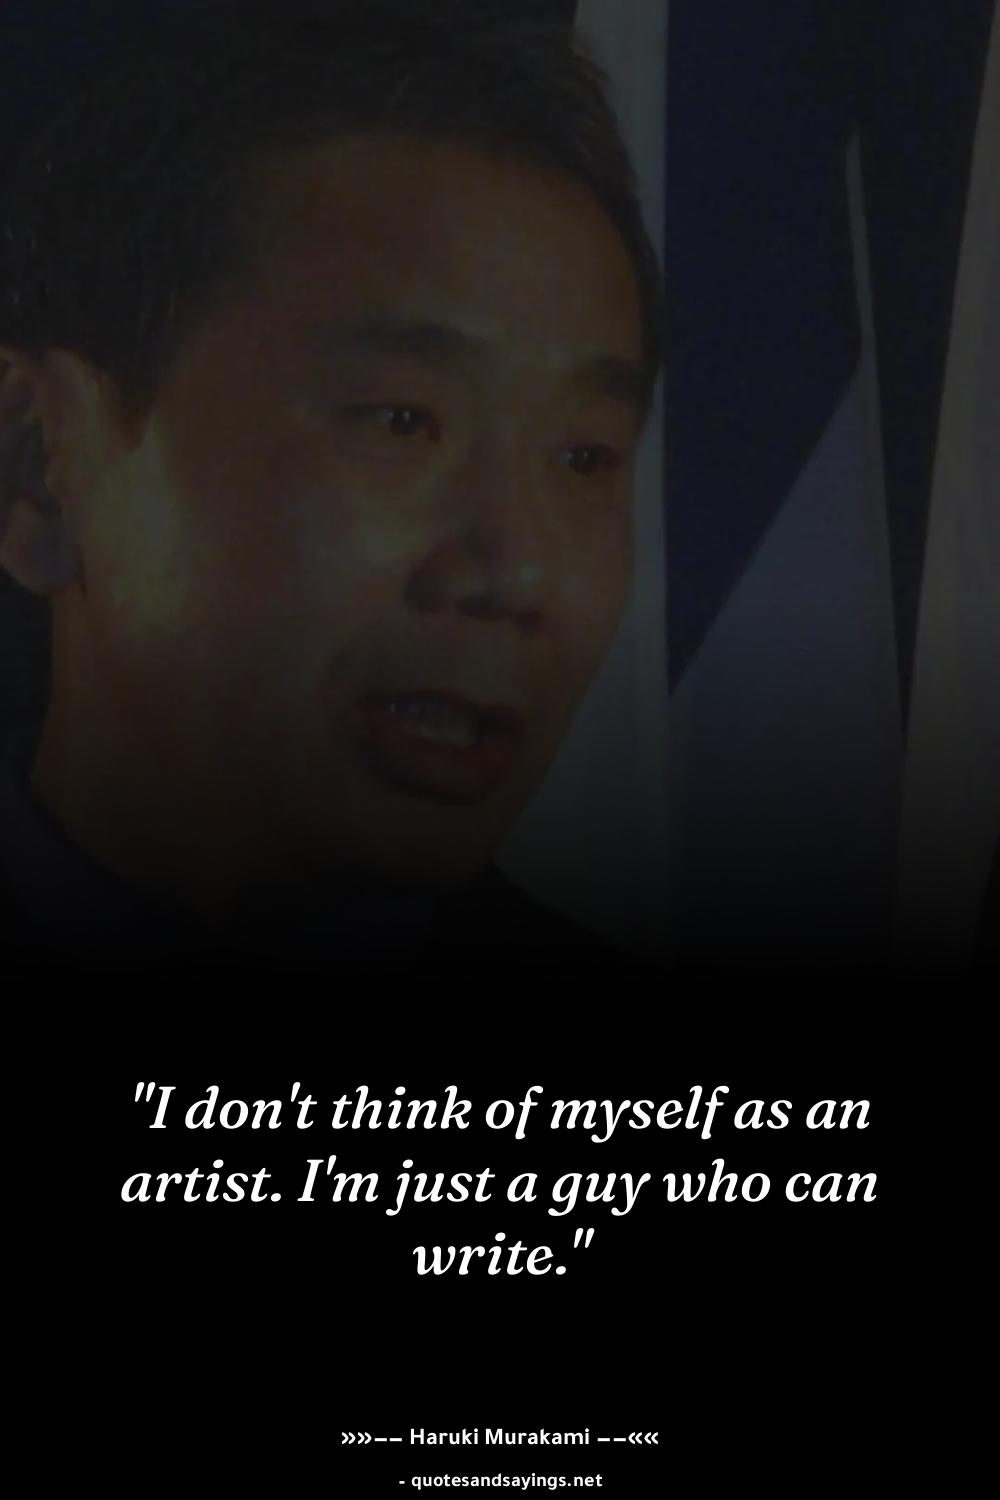 "I don't think of myself as an
artist. I'm just a guy who can
write."
»»−− Haruki Murakami −−««
- quotesandsayings.net